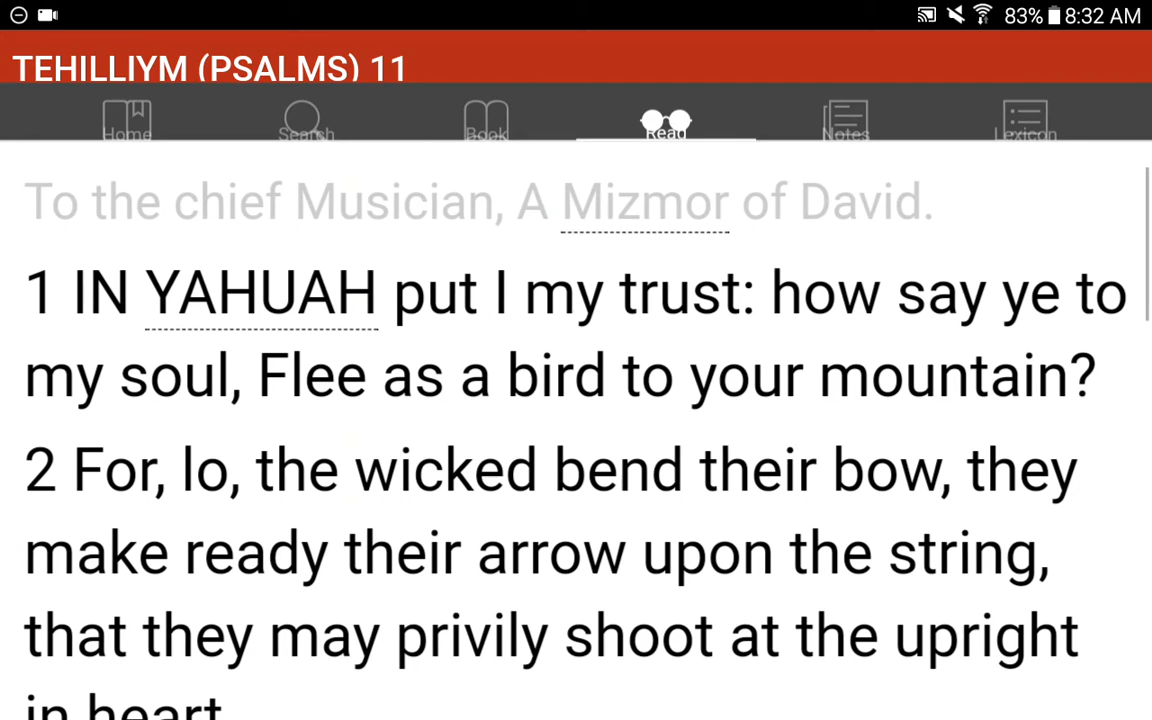 83% 8:32 AM
TEHILLIYM (PSALMS) 11
Home Search Book Read Notes Lexicon
To the chief Musician, A Mizmor of David.
1 IN YAHUAH put I my trust: how say ye to
my soul, Flee as a bird to your mountain?
2 For, lo, the wicked bend their bow, they
make ready their arrow upon the string,
that they may privily shoot at the upright
in heart